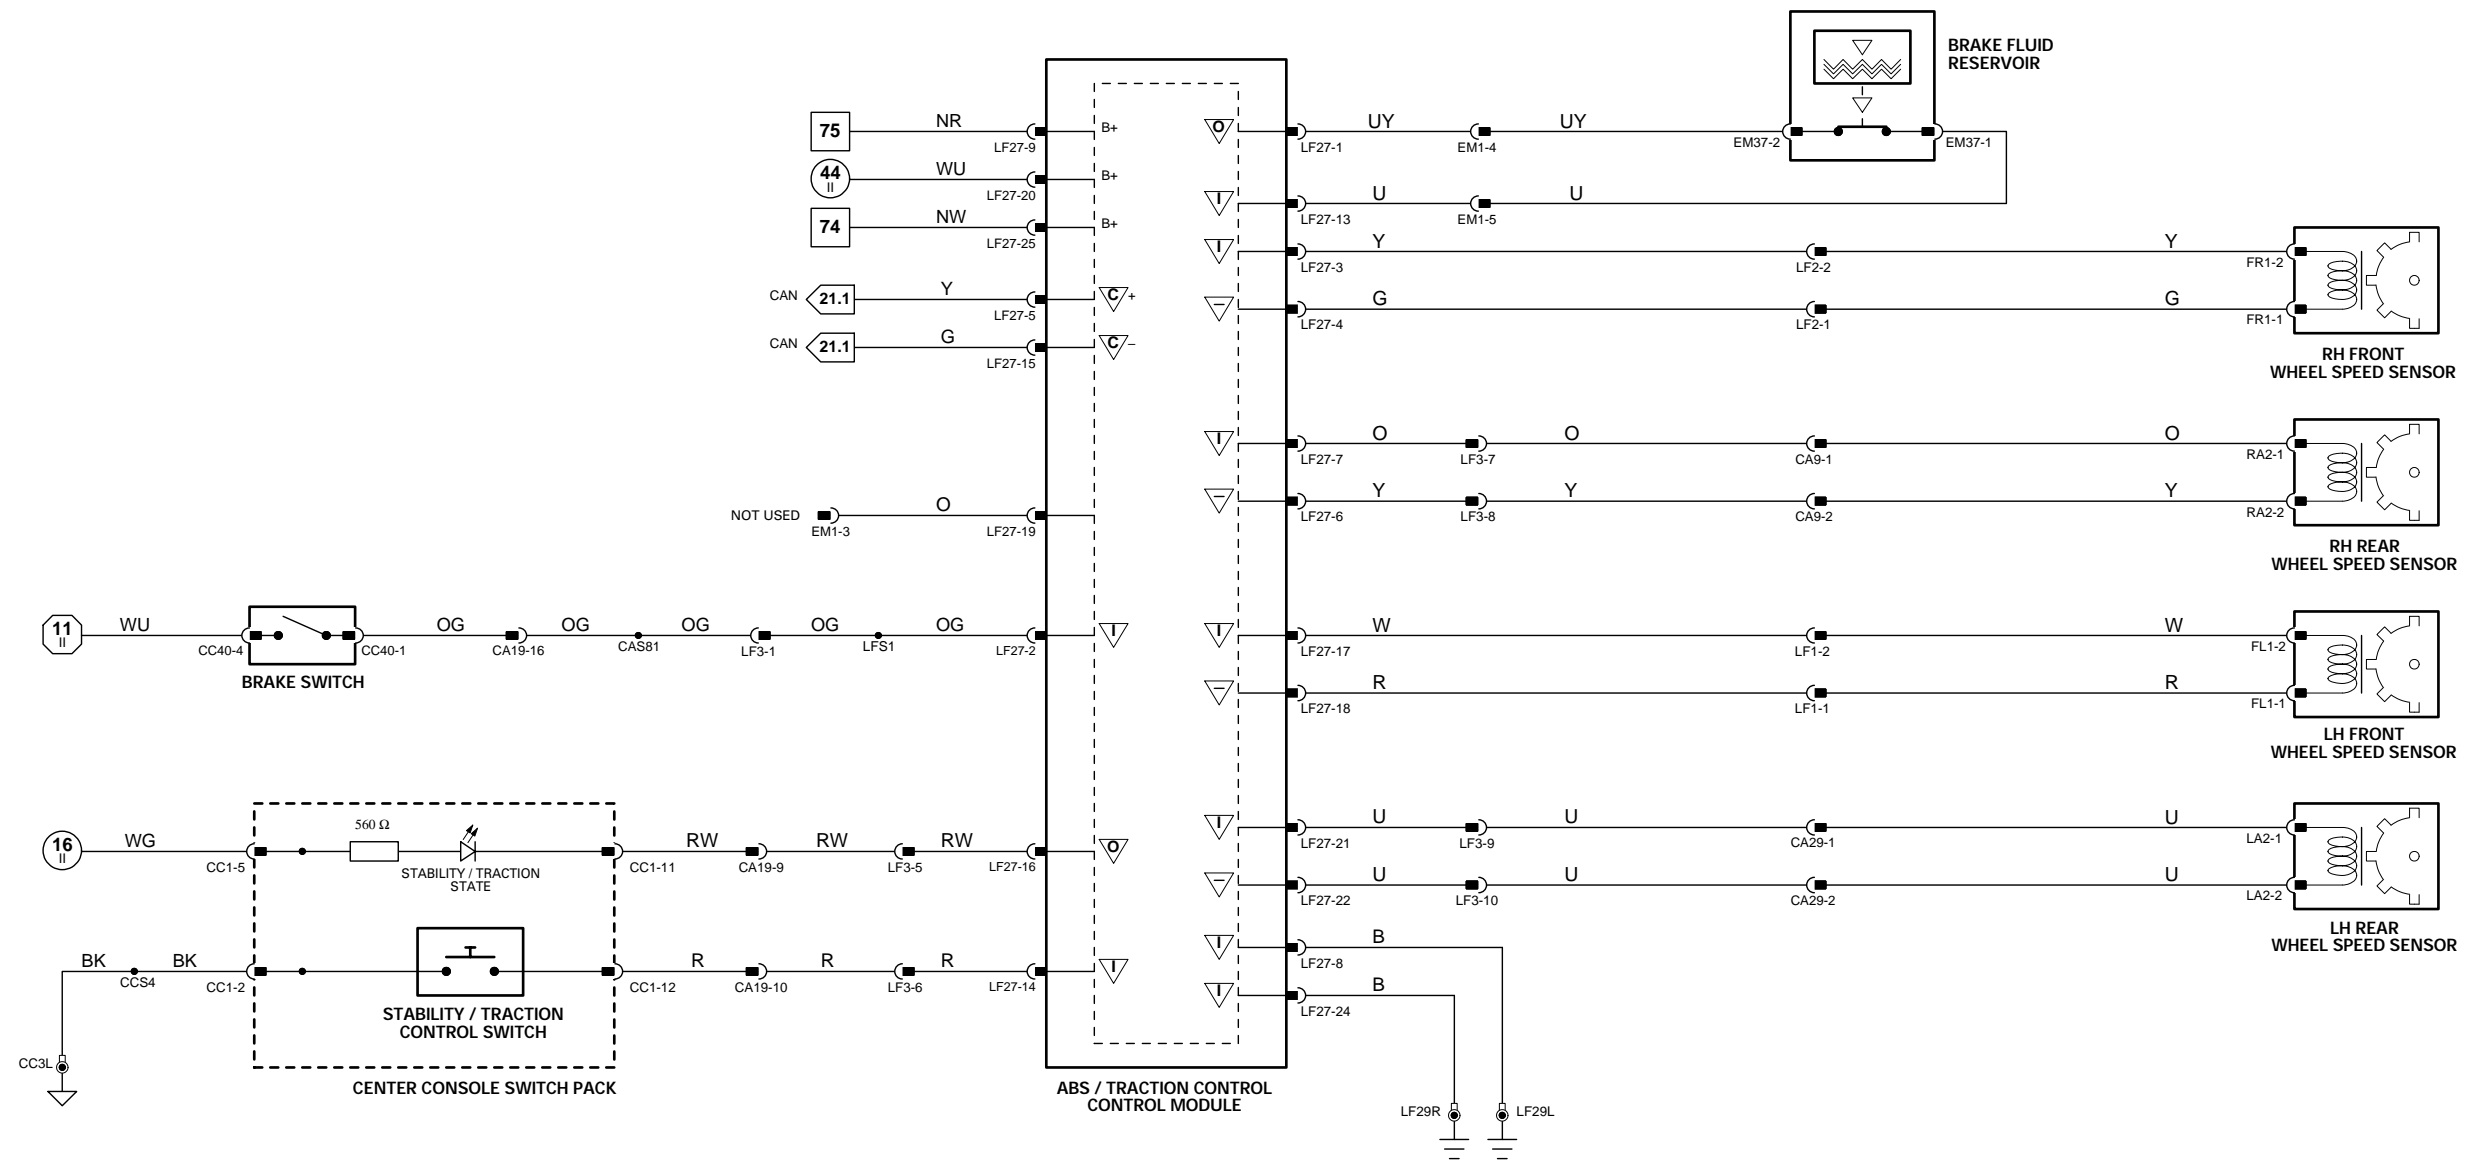 BRAKE FLUID
RESERVOIR
75 NR LF27-9 B+
O LF27-1 UY EM1-4 UY EM37-2 EM37-1
44 II WU LF27-20 B+
I LF27-13 U EM1-5 U
74 NW LF27-25 B+
I LF27-3 Y LF2-2 Y FR1-2
CAN 21.1 Y LF27-5 C +
– LF27-4 G LF2-1 G FR1-1
CAN 21.1 G LF27-15 C –
RH FRONT
WHEEL SPEED SENSOR
I LF27-7 O LF3-7 O CA9-1 O RA2-1
– LF27-6 Y LF3-8 Y CA9-2 Y RA2-2
NOT USED EM1-3 O LF27-19
RH REAR
WHEEL SPEED SENSOR
11 II WU CC40-4 CC40-1 OG CA19-16 OG CAS81 OG LF3-1 OG LFS1 OG LF27-2 I
BRAKE SWITCH
I LF27-17 W LF1-2 W FL1-2
– LF27-18 R LF1-1 R FL1-1
LH FRONT
WHEEL SPEED SENSOR
16 II WG CC1-5 560 Ω
STABILITY / TRACTION
STATE
CC1-11 RW CA19-9 RW LF3-5 RW LF27-16 O
I LF27-21 U LF3-9 U CA29-1 U LA2-1
– LF27-22 U LF3-10 U CA29-2 U LA2-2
LH REAR
WHEEL SPEED SENSOR
BK CCS4 BK CC1-2 CC1-12 R CA19-10 R LF3-6 R LF27-14 I
I LF27-8 B
I LF27-24 B
STABILITY / TRACTION
CONTROL SWITCH
CC3L
CENTER CONSOLE SWITCH PACK
ABS / TRACTION CONTROL
CONTROL MODULE
LF29R LF29L